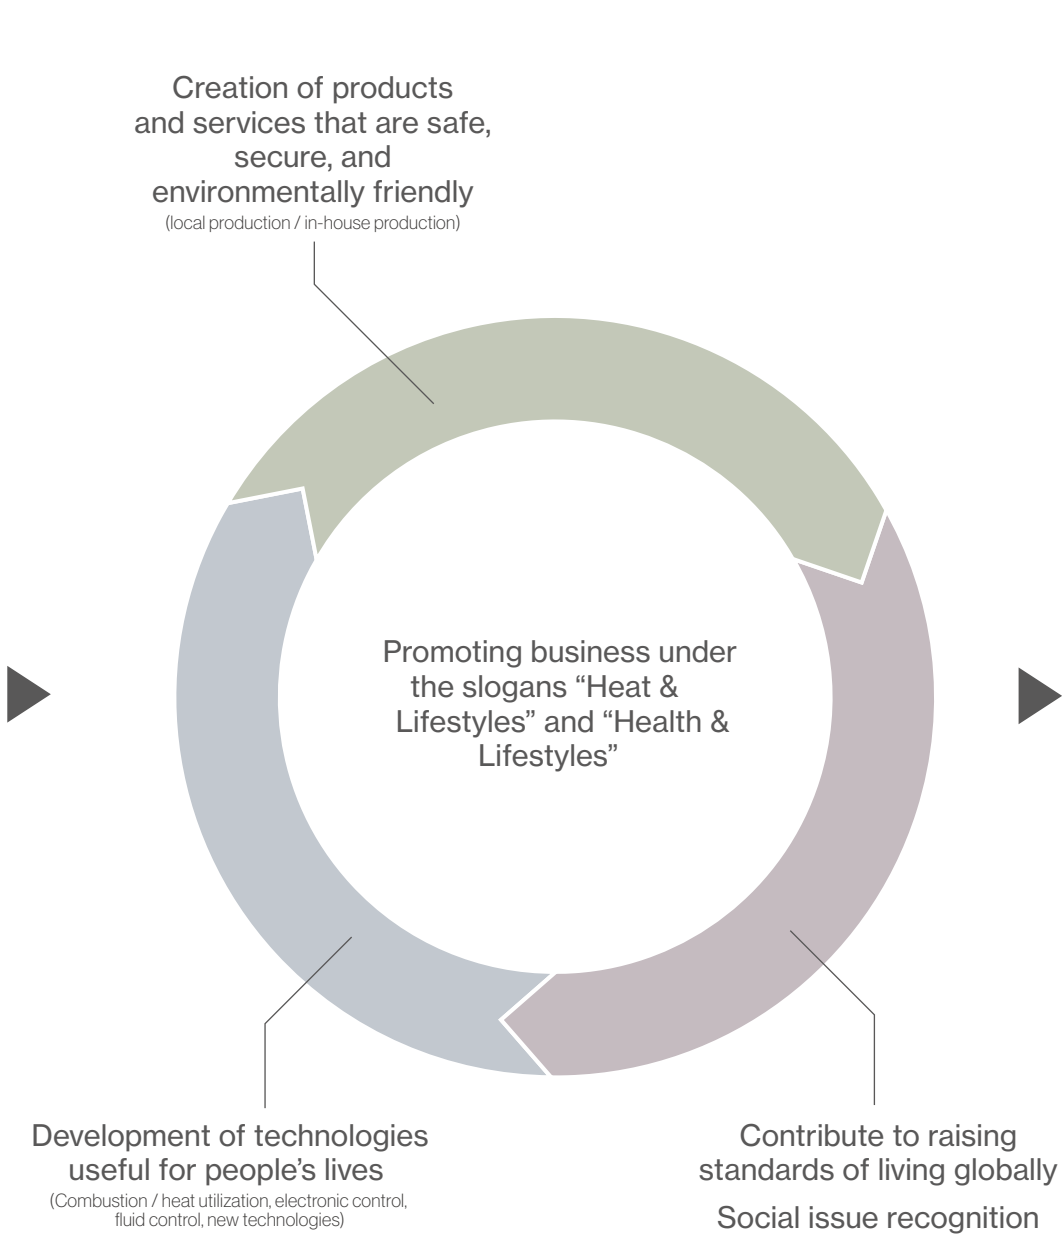 Creation of products
and services that are safe,
secure, and
environmentally friendly
(local production / in-house production)
Promoting business under
the slogans “Heat &
Lifestyles” and “Health &
Lifestyles”
Development of technologies
useful for people’s lives
(Combustion / heat utilization, electronic control,
fluid control, new technologies)
Contribute to raising
standards of living globally
Social issue recognition